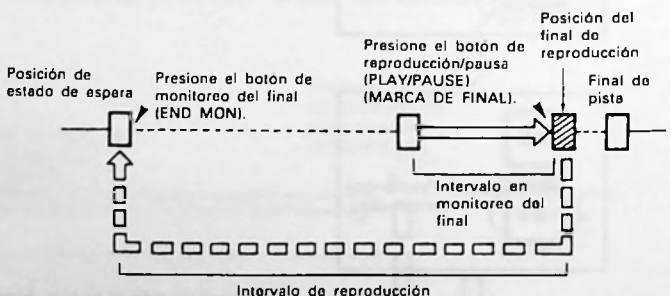 Posición de
estado de espera
Presione el botón de
monitoreo del final
(END MON).
Presione el botón de
reproducción/pausa
(PLAY/PAUSE)
(MARCA DE FINAL).
Posición del
final de
reproducción
Final de
pista
Intervalo en
monitoreo del
final
Intervalo de reproducción